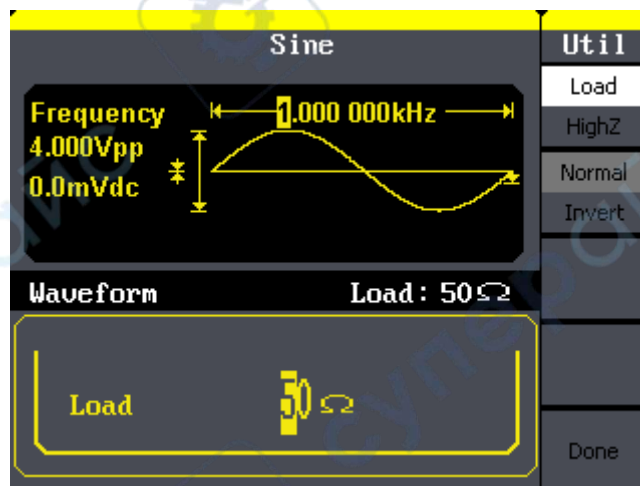 Sine
Util
Load
HighZ
Normal
Invert
Done
Frequency
1.000 000kHz
4.000Vpp
0.0mVdc
Waveform
Load: 50Ω
Load
50 Ω